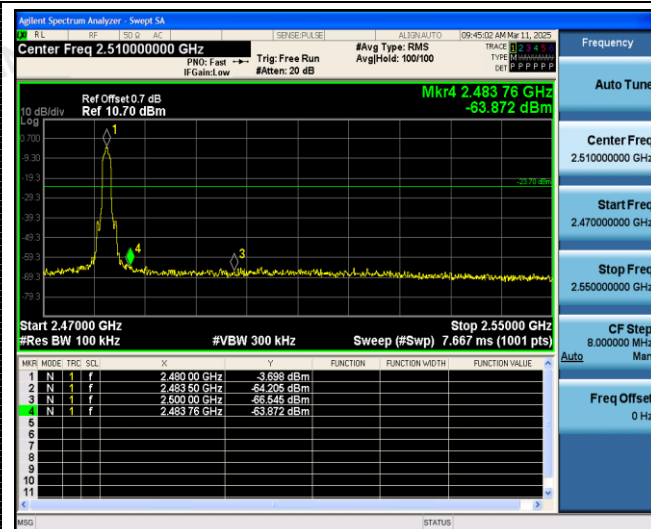 Agilent Spectrum Analyzer - Swept SA
RL RF 50 Ω AC SENSE:PULSE ALIGNAUTO 09:45:02 AM Mar 11, 2025
Center Freq 2.510000000 GHz
PNO: Fast
IFGain:Low
Trig: Free Run
#Atten: 20 dB
#Avg Type: RMS
Avg|Hold: 100/100
TRACE 1 2 3 4 5 6
TYPE M
DET P P P P P P
Ref Offset 0.7 dB
10 dB/div Ref 10.70 dBm
Log
Mkr4 2.483 76 GHz
-63.872 dBm
0.700
-9.30
-19.3
-29.3
-39.3
-49.3
-59.3
-69.3
-79.3
-23.70 dBm
1
4
3
Start 2.47000 GHz Stop 2.55000 GHz
#Res BW 100 kHz #VBW 300 kHz Sweep (#Swp) 7.667 ms (1001 pts)
MKR MODE TRC SCL X Y FUNCTION FUNCTION WIDTH FUNCTION VALUE
1 N 1 f 2.480 00 GHz -3.698 dBm
2 N 1 f 2.483 50 GHz -64.205 dBm
3 N 1 f 2.500 00 GHz -66.545 dBm
4 N 1 f 2.483 76 GHz -63.872 dBm
5
6
7
8
9
10
11
MSG STATUS
Frequency
Auto Tune
Center Freq
2.510000000 GHz
Start Freq
2.470000000 GHz
Stop Freq
2.550000000 GHz
CF Step
8.000000 MHz
Auto Man
Freq Offset
0 Hz